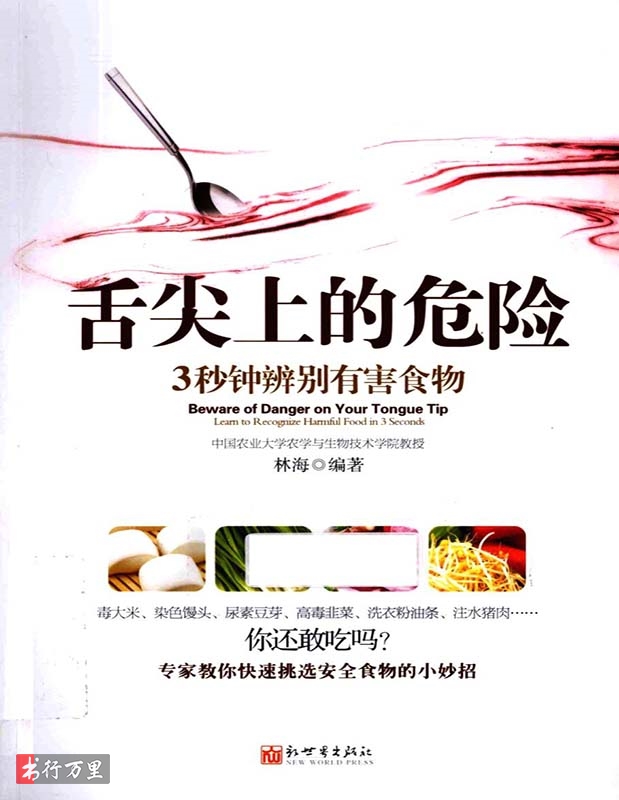 舌尖上的危险
3秒钟辨别有害食物
Beware of Danger on Your Tongue Tip
Learn to Recognize Harmful Food in 3 Seconds
中国农业大学农学与生物技术学院教授
林海◎编著
毒大米、染色馒头、尿素豆芽、高毒韭菜、洗衣粉油条、注水猪肉……
你还敢吃吗?
专家教你快速挑选安全食物的小妙招
新世界出版社
NEW WORLD PRESS
书行万里